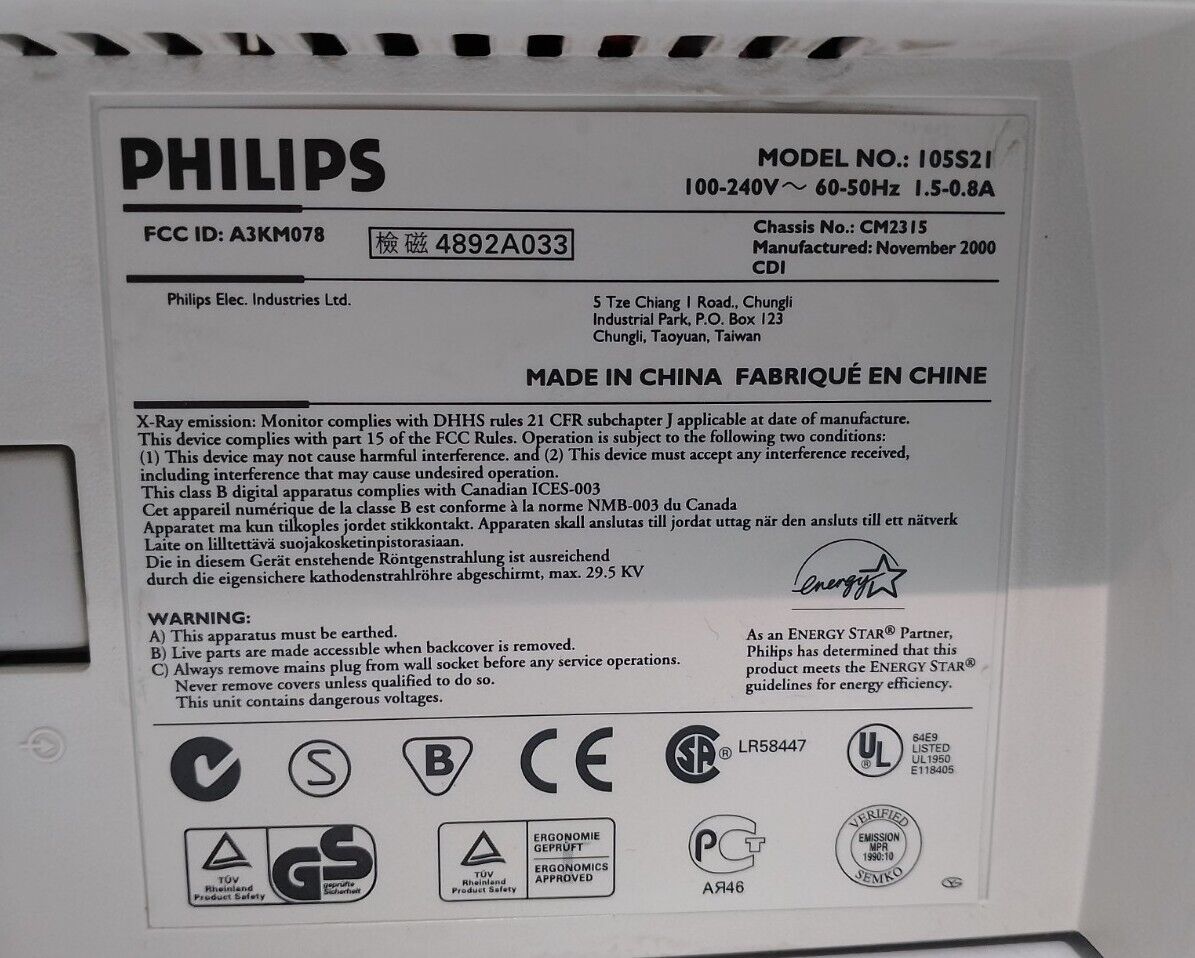 PHILIPS
MODEL NO.: 105S21
100-240V～ 60-50Hz 1.5-0.8A
FCC ID: A3KM078
檢磁 4892A033
Chassis No.: CM2315
Manufactured: November 2000
CDI
Philips Elec. Industries Ltd.
5 Tze Chiang 1 Road., Chungli
Industrial Park, P.O. Box 123
Chungli, Taoyuan, Taiwan
MADE IN CHINA FABRIQUÉ EN CHINE
X-Ray emission: Monitor complies with DHHS rules 21 CFR subchapter J applicable at date of manufacture.
This device complies with part 15 of the FCC Rules. Operation is subject to the following two conditions:
(1) This device may not cause harmful interference. and (2) This device must accept any interference received,
including interference that may cause undesired operation.
This class B digital apparatus complies with Canadian ICES-003
Cet appareil numérique de la classe B est conforme à la norme NMB-003 du Canada
Apparatet ma kun tilkoples jordet stikkontakt. Apparaten skall anslutas till jordat uttag när den ansluts till ett nätverk
Laite on lilltettävä suojakosketinpistorasiaan.
Die in diesem Gerät enstehende Röntgenstrahlung ist ausreichend
durch die eigensichere kathodenstrahlröhre abgeschirmt, max. 29.5 KV
energy
WARNING:
A) This apparatus must be earthed.
B) Live parts are made accessible when backcover is removed.
C) Always remove mains plug from wall socket before any service operations.
Never remove covers unless qualified to do so.
This unit contains dangerous voltages.
As an ENERGY STAR® Partner,
Philips has determined that this
product meets the ENERGY STAR®
guidelines for energy efficiency.
S
B
CE
SA ® LR58447
UL ®
64E9
LISTED
UL1950
E118405
TÜV
Rheinland
Product Safety
GS
geprüfte
Sicherheit
TÜV
Rheinland
Product Safety
ERGONOMIE
GEPRÜFT
ERGONOMICS
APPROVED
РСТ
АЯ46
VERIFIED
EMISSION
MPR
1990:10
SEMKO